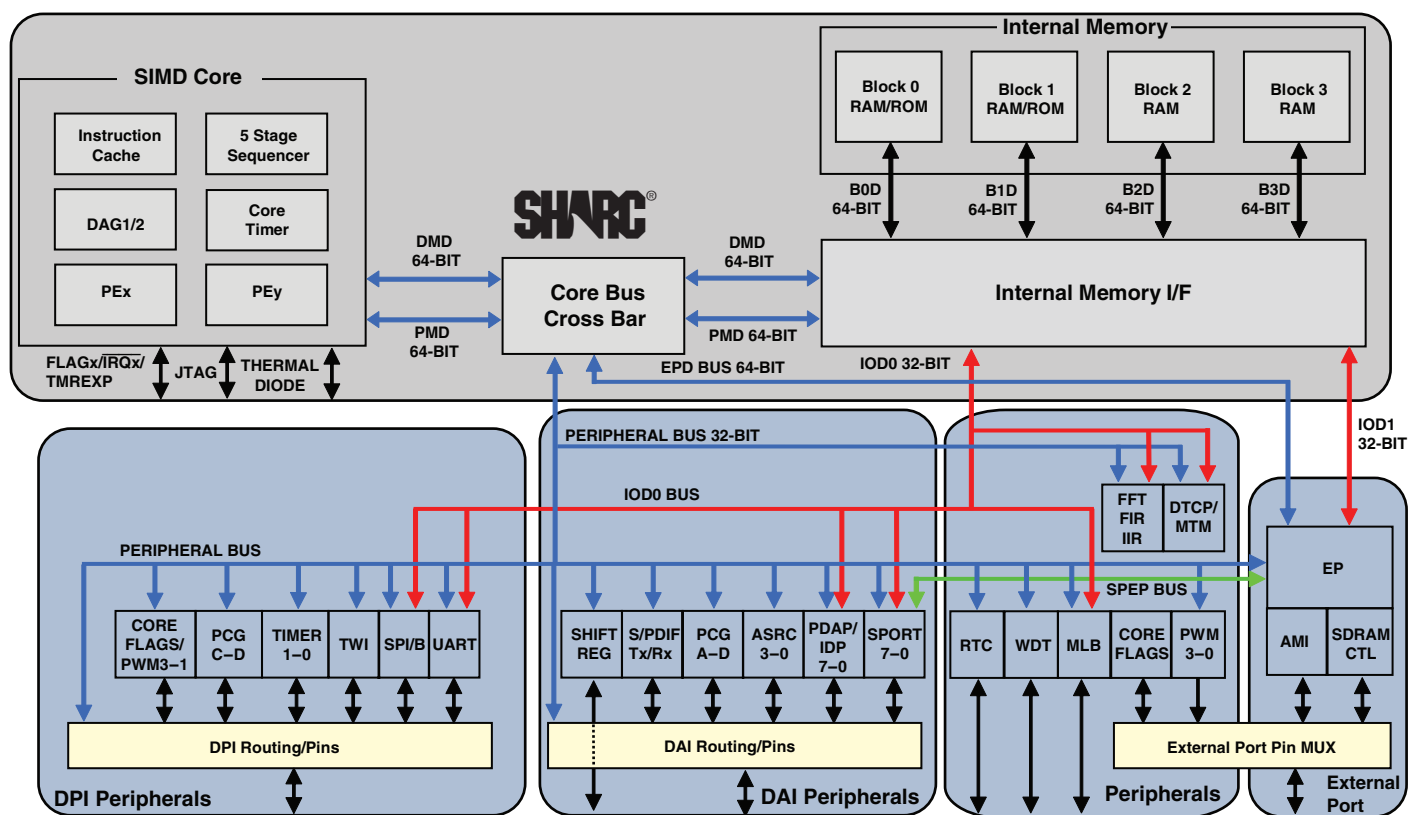 Internal Memory
SIMD Core
Block 0
RAM/ROM
Block 1
RAM/ROM
Block 2
RAM
Block 3
RAM
Instruction
Cache
5 Stage
Sequencer
DAG1/2
Core
Timer
PEx
PEy
B0D
64-BIT
B1D
64-BIT
B2D
64-BIT
B3D
64-BIT
SHARC®
DMD
64-BIT
DMD
64-BIT
Core Bus
Cross Bar
Internal Memory I/F
PMD
64-BIT
PMD 64-BIT
FLAGx/IRQx/
TMREXP
JTAG
THERMAL
DIODE
EPD BUS 64-BIT
IOD0 32-BIT
IOD1
32-BIT
PERIPHERAL BUS 32-BIT
IOD0 BUS
PERIPHERAL BUS
FFT
FIR
IIR
DTCP/
MTM
EP
SPEP BUS
CORE
FLAGS/
PWM3–1
PCG
C–D
TIMER
1–0
TWI
SPI/B
UART
SHIFT
REG
S/PDIF
Tx/Rx
PCG
A–D
ASRC
3–0
PDAP/
IDP
7–0
SPORT
7–0
RTC
WDT
MLB
CORE
FLAGS
PWM
3–0
AMI
SDRAM
CTL
DPI Routing/Pins
DAI Routing/Pins
External Port Pin MUX
DPI Peripherals
DAI Peripherals
Peripherals
External
Port